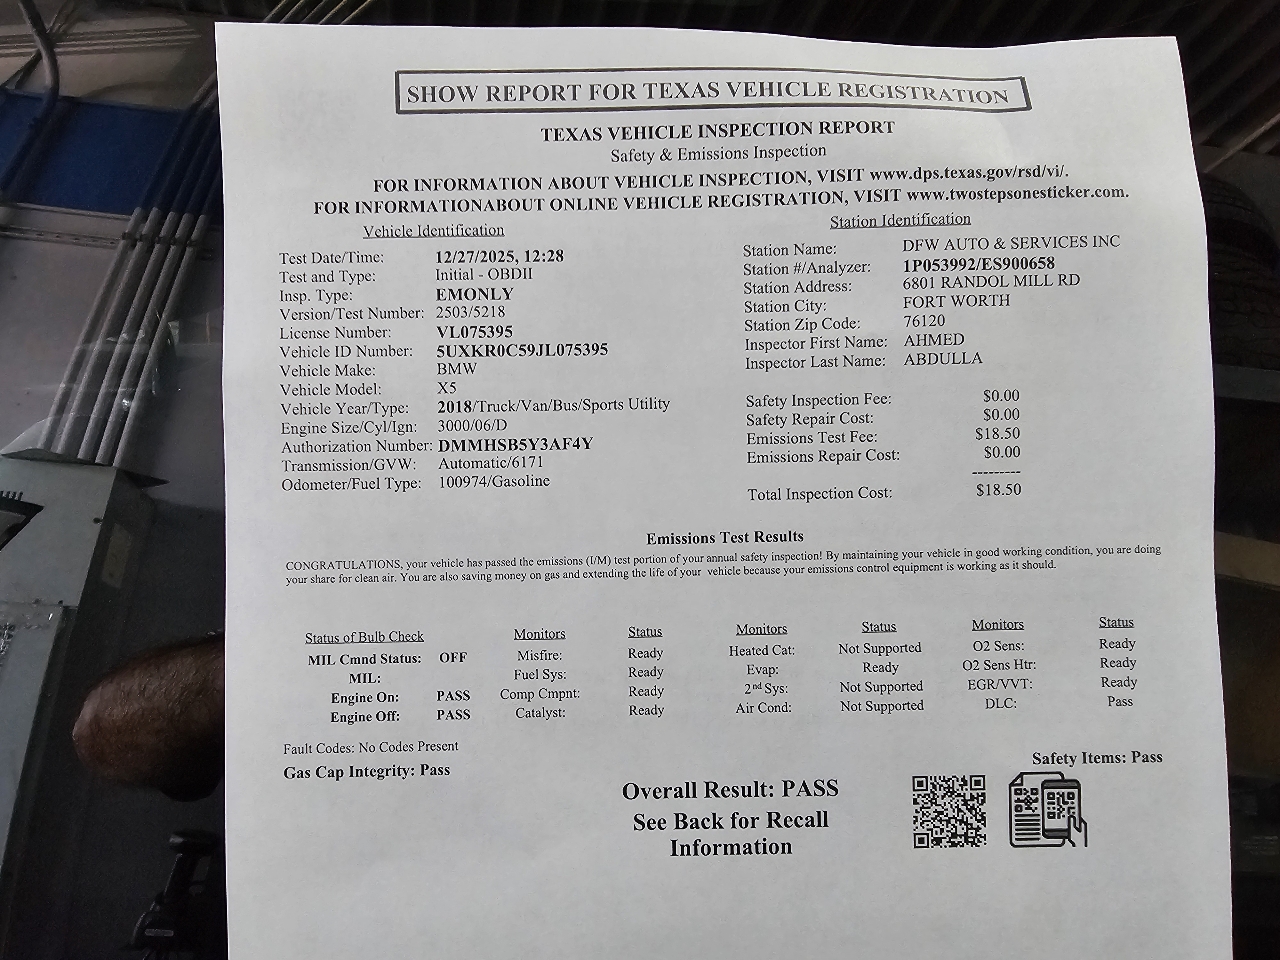 SHOW REPORT FOR TEXAS VEHICLE REGISTRATION
TEXAS VEHICLE INSPECTION REPORT
Safety & Emissions Inspection
FOR INFORMATION ABOUT VEHICLE INSPECTION, VISIT www.dps.texas.gov/rsd/vi/.
FOR INFORMATIONABOUT ONLINE VEHICLE REGISTRATION, VISIT www.twostepsonesticker.com.
Vehicle Identification
Test Date/Time: 12/27/2025, 12:28
Test and Type: Initial - OBDII
Insp. Type: EMONLY
Version/Test Number: 2503/5218
License Number: VL075395
Vehicle ID Number: 5UXKR0C59JL075395
Vehicle Make: BMW
Vehicle Model: X5
Vehicle Year/Type: 2018/Truck/Van/Bus/Sports Utility
Engine Size/Cyl/Ign: 3000/06/D
Authorization Number: DMMHSB5Y3AF4Y
Transmission/GVW: Automatic/6171
Odometer/Fuel Type: 100974/Gasoline
Station Identification
Station Name: DFW AUTO & SERVICES INC
Station #/Analyzer: 1P053992/ES900658
Station Address: 6801 RANDOL MILL RD
Station City: FORT WORTH
Station Zip Code: 76120
Inspector First Name: AHMED
Inspector Last Name: ABDULLA
Safety Inspection Fee: $0.00
Safety Repair Cost: $0.00
Emissions Test Fee: $18.50
Emissions Repair Cost: $0.00
---------
Total Inspection Cost: $18.50
Emissions Test Results
CONGRATULATIONS, your vehicle has passed the emissions (I/M) test portion of your annual safety inspection! By maintaining your vehicle in good working condition, you are doing
your share for clean air. You are also saving money on gas and extending the life of your vehicle because your emissions control equipment is working as it should.
Status of Bulb Check Monitors Status Monitors Status Monitors Status
MIL Cmnd Status: OFF Misfire: Ready Heated Cat: Not Supported O2 Sens: Ready
MIL: Fuel Sys: Ready Evap: Ready O2 Sens Htr: Ready
Engine On: PASS Comp Cmpnt: Ready 2nd Sys: Not Supported EGR/VVT: Ready
Engine Off: PASS Catalyst: Ready Air Cond: Not Supported DLC: Pass
Fault Codes: No Codes Present
Gas Cap Integrity: Pass
Safety Items: Pass
Overall Result: PASS
See Back for Recall
Information